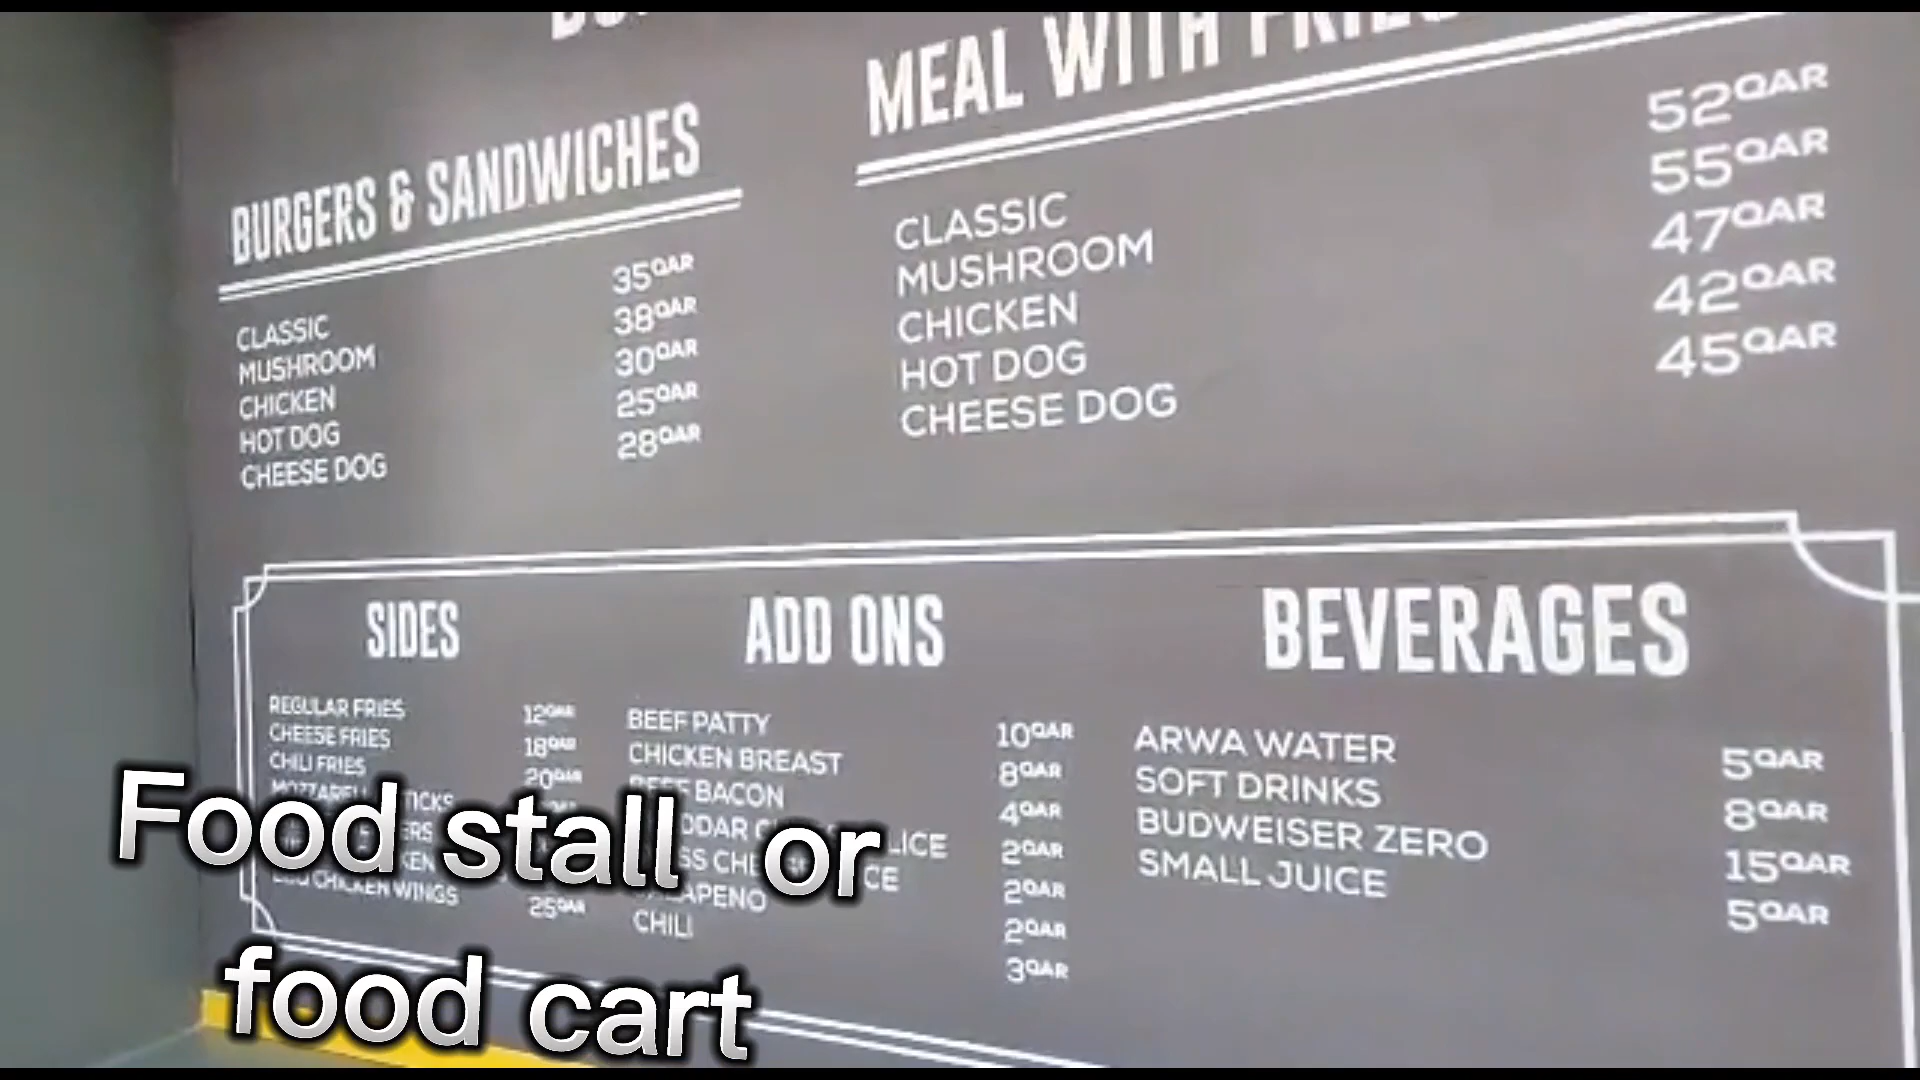 MEAL WITH
BURGERS & SANDWICHES
CLASSIC 35QAR
MUSHROOM 38QAR
CHICKEN 30QAR
HOT DOG 25QAR
CHEESE DOG 28QAR
CLASSIC 52QAR
MUSHROOM 55QAR
CHICKEN 47QAR
HOT DOG 42QAR
CHEESE DOG 45QAR
SIDES
REGULAR FRIES 12QAR
CHEESE FRIES 18QAR
CHILI FRIES 20QAR
CHICKEN WINGS 25QAR
ADD ONS
BEEF PATTY 10QAR
CHICKEN BREAST 8QAR
BEEF BACON 4QAR
2QAR
2QAR
2QAR
CHILI 3QAR
BEVERAGES
ARWA WATER 5QAR
SOFT DRINKS 8QAR
BUDWEISER ZERO 15QAR
SMALL JUICE 5QAR
Food stall or
food cart